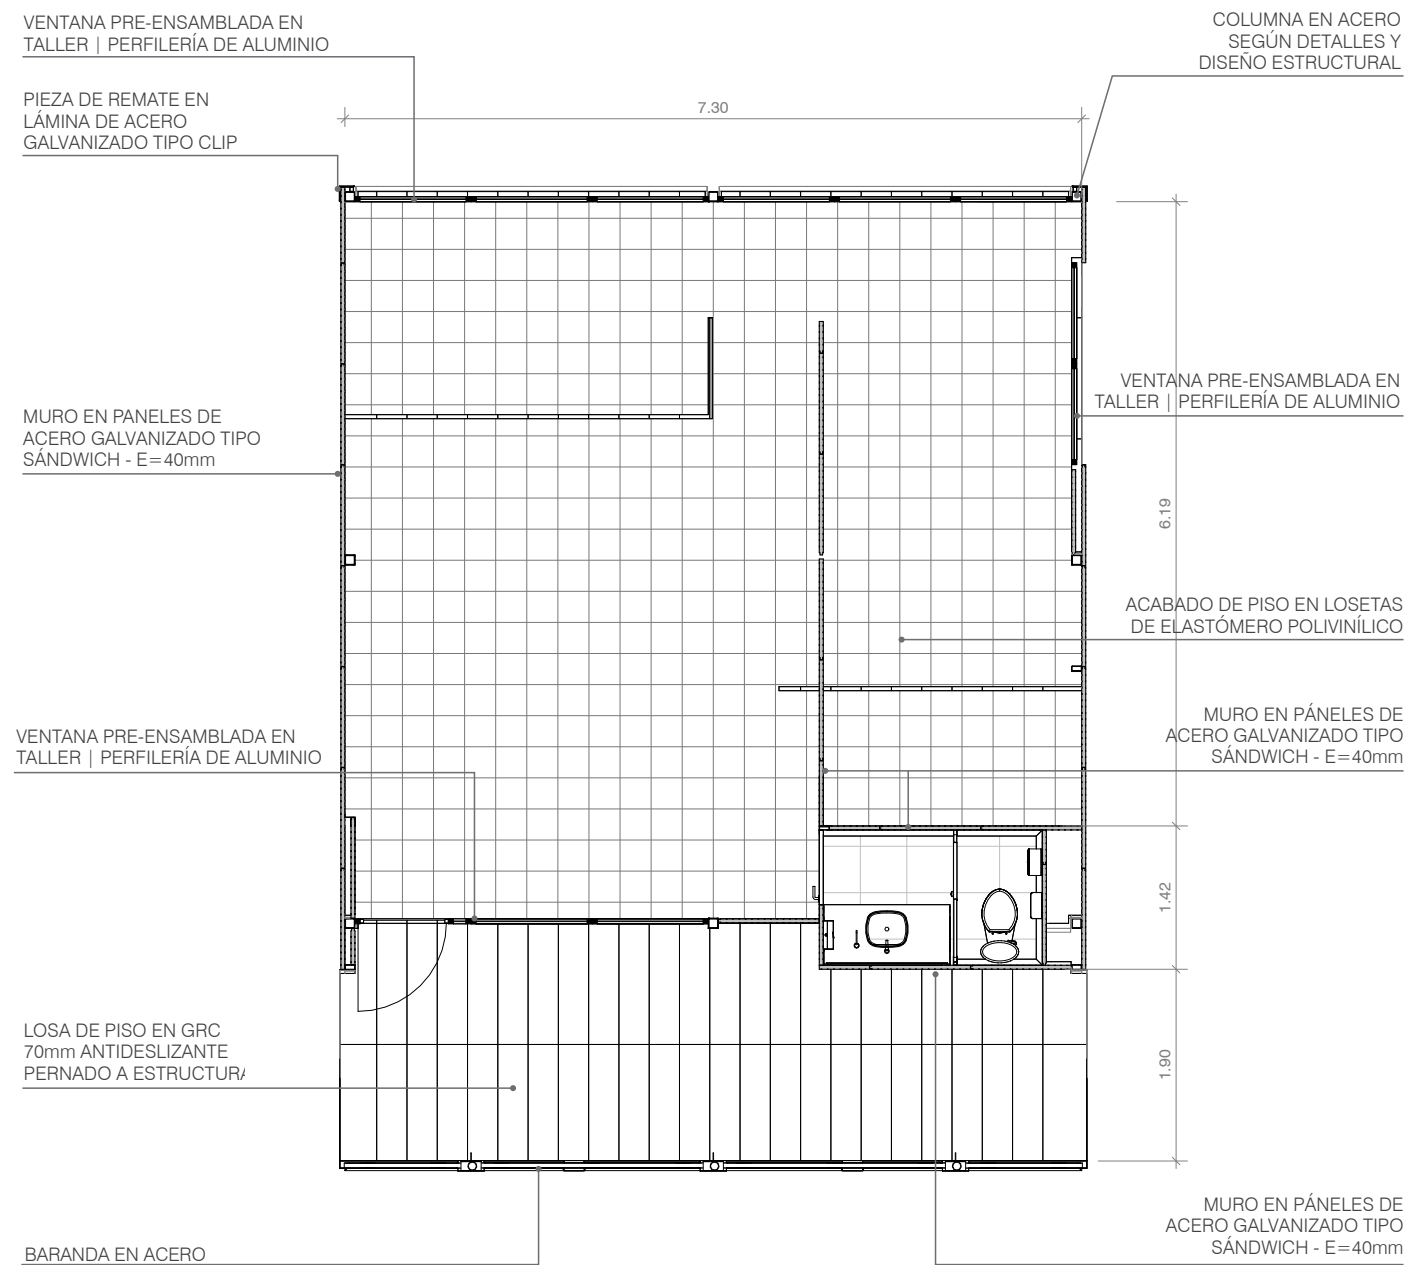 VENTANA PRE-ENSAMBLADA EN
TALLER | PERFILERÍA DE ALUMINIO
COLUMNA EN ACERO
SEGÚN DETALLES Y
DISEÑO ESTRUCTURAL
PIEZA DE REMATE EN
LÁMINA DE ACERO
GALVANIZADO TIPO CLIP
7.30
VENTANA PRE-ENSAMBLADA EN
TALLER | PERFILERÍA DE ALUMINIO
MURO EN PANELES DE
ACERO GALVANIZADO TIPO
SÁNDWICH - E=40mm
6.19
ACABADO DE PISO EN LOSETAS
DE ELASTÓMERO POLIVINÍLICO
MURO EN PÁNELES DE
ACERO GALVANIZADO TIPO
SÁNDWICH - E=40mm
VENTANA PRE-ENSAMBLADA EN
TALLER | PERFILERÍA DE ALUMINIO
1.42
LOSA DE PISO EN GRC
70mm ANTIDESLIZANTE
PERNADO A ESTRUCTURA
1.90
MURO EN PÁNELES DE
ACERO GALVANIZADO TIPO
SÁNDWICH - E=40mm
BARANDA EN ACERO